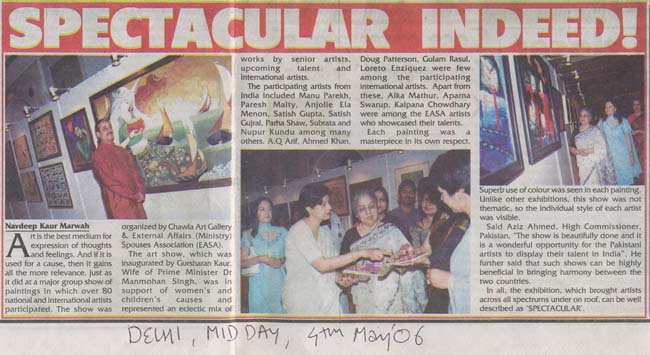 SPECTACULAR INDEED!
Navdeep Kaur Marwah
Art is the best medium for
expression of thoughts
and feelings. And if it is
used for a cause, then it gains
all the more relevance. Just as
it did at a major group show of
paintings in which over 80
national and international artists
participated. The show was
organized by Chawla Art Gallery
& External Affairs (Ministry)
Spouses Association (EASA).
The art show, which was
inaugurated by Gursharan Kaur,
Wife of Prime Minister Dr
Manmohan Singh, was in
support of women's and
children's causes and
represented an eclectic mix of
works by senior artists,
upcoming talent and
international artists.
The participating artists from
India included Manu Parekh,
Paresh Maity, Anjolie Ela
Menon, Satish Gupta, Satish
Gujral, Parha Shaw, Subrata and
Nupur Kundu among many
others. A.Q Arif, Ahmed Khan,
Doug Patterson, Gulam Rasul,
Loreto Enziquez were few
among the participating
international artists. Apart from
these, Alka Mathur, Aparna
Swarup, Kalpana Chowdhary
were among the EASA artists
who showcased their talents.
Each painting was a
masterpiece in its own respect.
Superb use of colour was seen in each painting.
Unlike other exhibitions, this show was not
thematic, so the individual style of each artist
was visible.
Said Aziz Ahmed, High Commissioner,
Pakistan, "The show is beautifully done and it
is a wonderful opportunity for the Pakistani
artists to display their talent in India". He
further said that such shows can be highly
beneficial in bringing harmony between the
two countries.
In all, the exhibition, which brought artists
across all spectrums under on roof, can be well
described as 'SPECTACULAR'.
DELHI, MID DAY, 4TH May'06